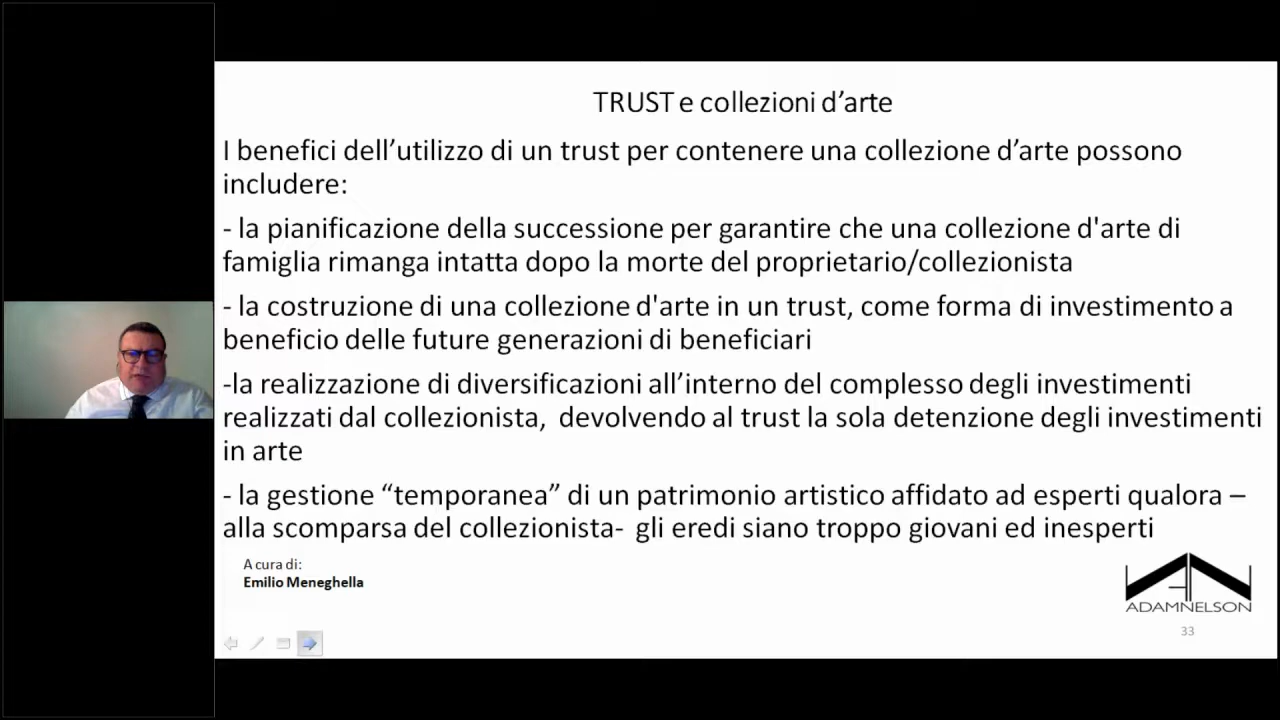 TRUST e collezioni d’arte
I benefici dell’utilizzo di un trust per contenere una collezione d’arte possono
includere:
- la pianificazione della successione per garantire che una collezione d'arte di
famiglia rimanga intatta dopo la morte del proprietario/collezionista
- la costruzione di una collezione d'arte in un trust, come forma di investimento a
beneficio delle future generazioni di beneficiari
-la realizzazione di diversificazioni all’interno del complesso degli investimenti
realizzati dal collezionista,  devolvendo al trust la sola detenzione degli investimenti
in arte
- la gestione “temporanea” di un patrimonio artistico affidato ad esperti qualora –
alla scomparsa del collezionista-  gli eredi siano troppo giovani ed inesperti
A cura di:
Emilio Meneghella
ADAMNELSON
33